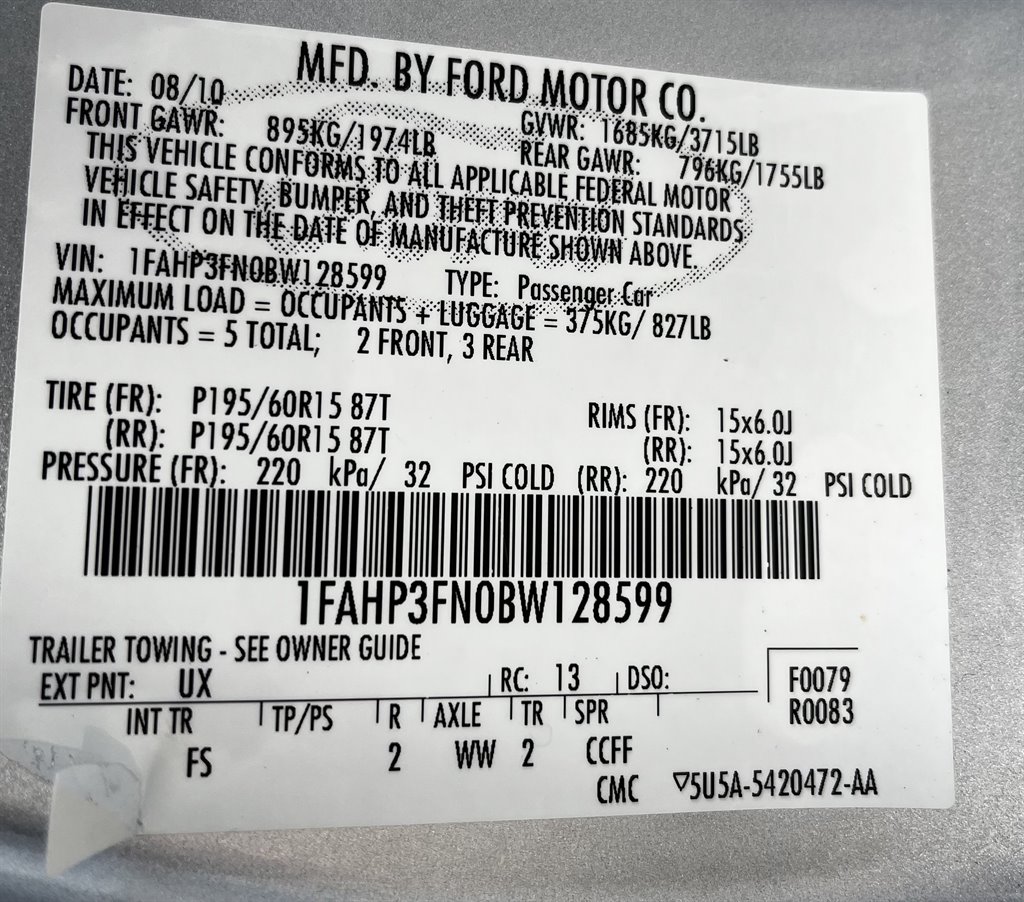 MFD. BY FORD MOTOR CO.
DATE: 08/10 GVWR: 1685KG/3715LB
FRONT GAWR: 895KG/1974LB REAR GAWR: 796KG/1755LB
THIS VEHICLE CONFORMS TO ALL APPLICABLE FEDERAL MOTOR
VEHICLE SAFETY, BUMPER, AND THEFT PREVENTION STANDARDS
IN EFFECT ON THE DATE OF MANUFACTURE SHOWN ABOVE.
VIN: 1FAHP3FN0BW128599 TYPE: Passenger Car
MAXIMUM LOAD = OCCUPANTS + LUGGAGE = 375KG/ 827LB
OCCUPANTS = 5 TOTAL; 2 FRONT, 3 REAR
TIRE (FR): P195/60R15 87T RIMS (FR): 15x6.0J
(RR): P195/60R15 87T (RR): 15x6.0J
PRESSURE (FR): 220 kPa/ 32 PSI COLD (RR): 220 kPa/ 32 PSI COLD
1FAHP3FN0BW128599
TRAILER TOWING - SEE OWNER GUIDE
EXT PNT: UX RC: 13 DSO: F0079
INT TR TP/PS R AXLE TR SPR R0083
FS 2 WW 2 CCFF
CMC ▽5U5A-5420472-AA